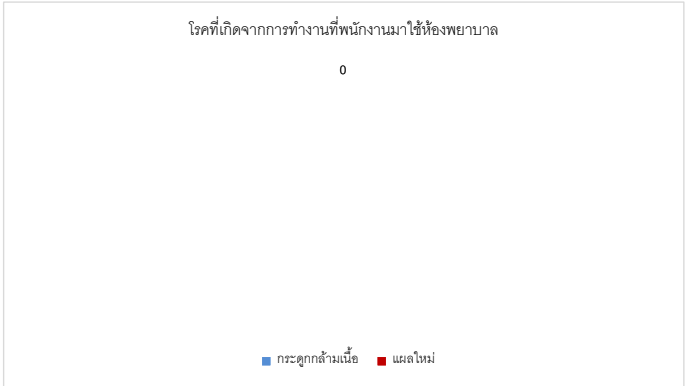 โรคที่เกิดจากการทำงานที่พนักงานมาใช้ห้องพยาบาล
0
กระดูกกล้ามเนื้อ แผลใหม่